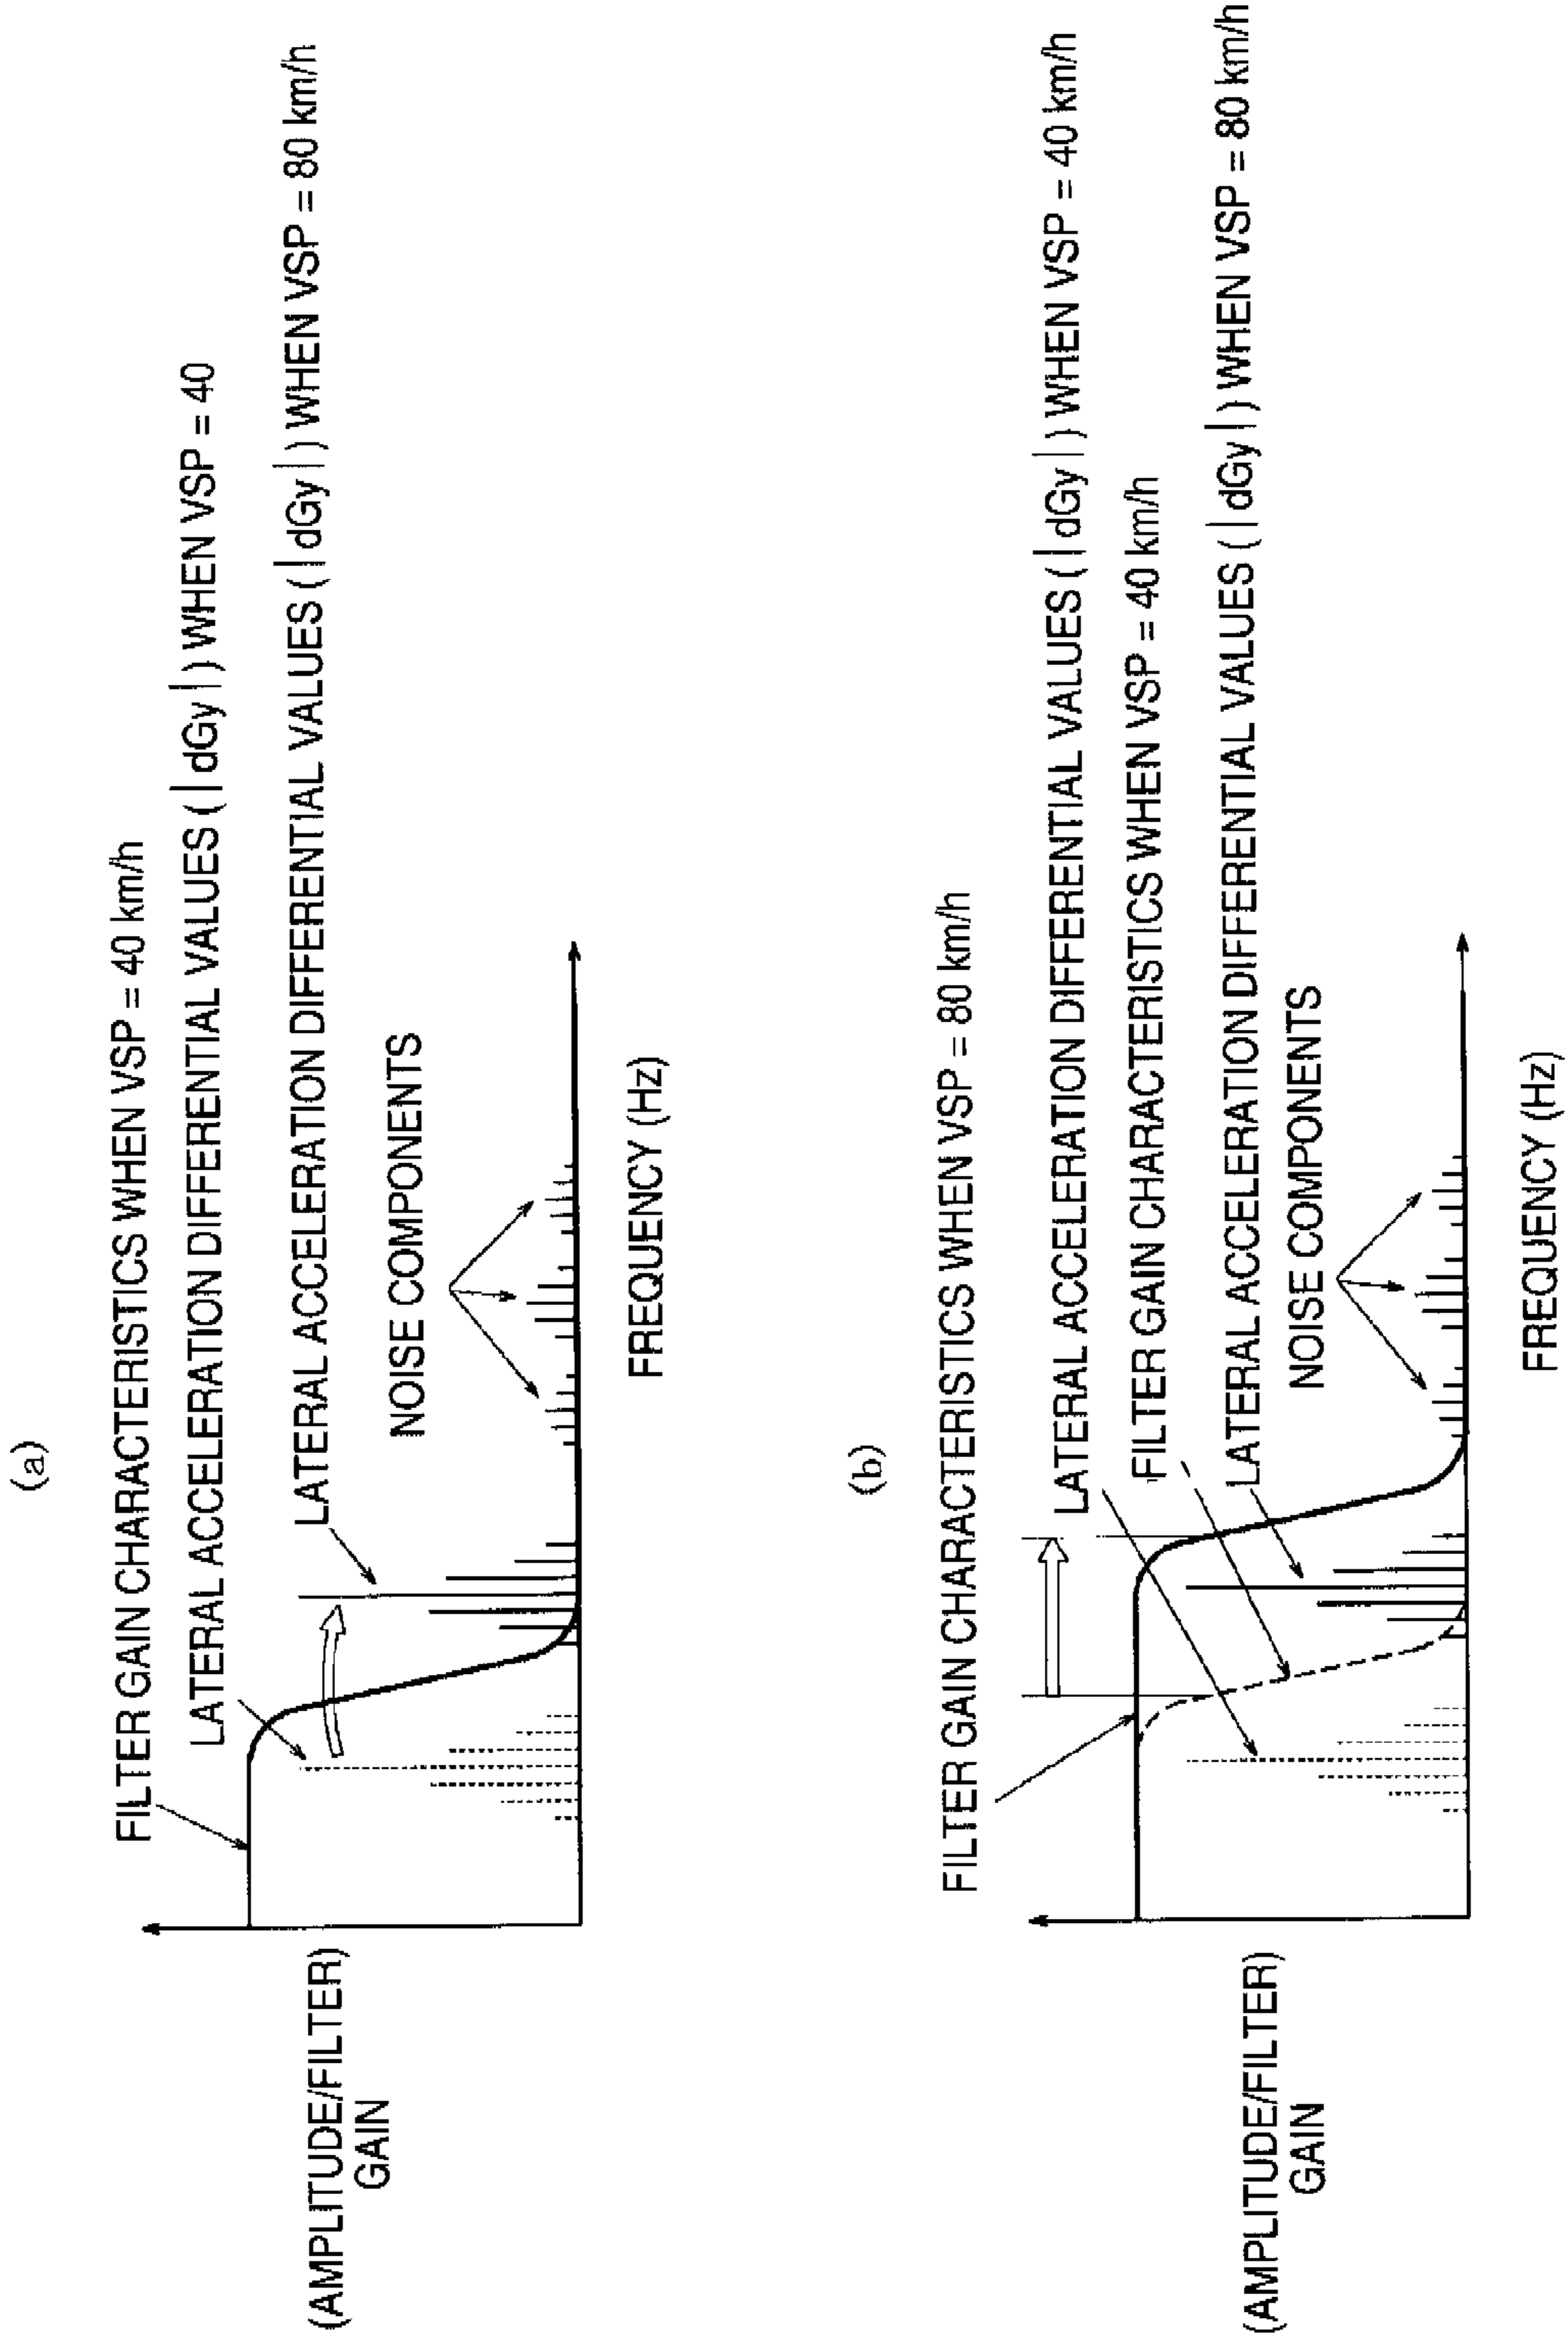 (a)
FILTER GAIN CHARACTERISTICS WHEN VSP = 40 km/h
LATERAL ACCELERATION DIFFERENTIAL VALUES (|dGy|) WHEN VSP = 40
LATERAL ACCELERATION DIFFERENTIAL VALUES (|dGy|) WHEN VSP = 80 km/h
NOISE COMPONENTS
(AMPLITUDE/FILTER)
GAIN
FREQUENCY (Hz)
(b)
FILTER GAIN CHARACTERISTICS WHEN VSP = 80 km/h
LATERAL ACCELERATION DIFFERENTIAL VALUES (|dGy|) WHEN VSP = 40 km/h
FILTER GAIN CHARACTERISTICS WHEN VSP = 40 km/h
LATERAL ACCELERATION DIFFERENTIAL VALUES (|dGy|) WHEN VSP = 80 km/h
NOISE COMPONENTS
(AMPLITUDE/FILTER)
GAIN
FREQUENCY (Hz)